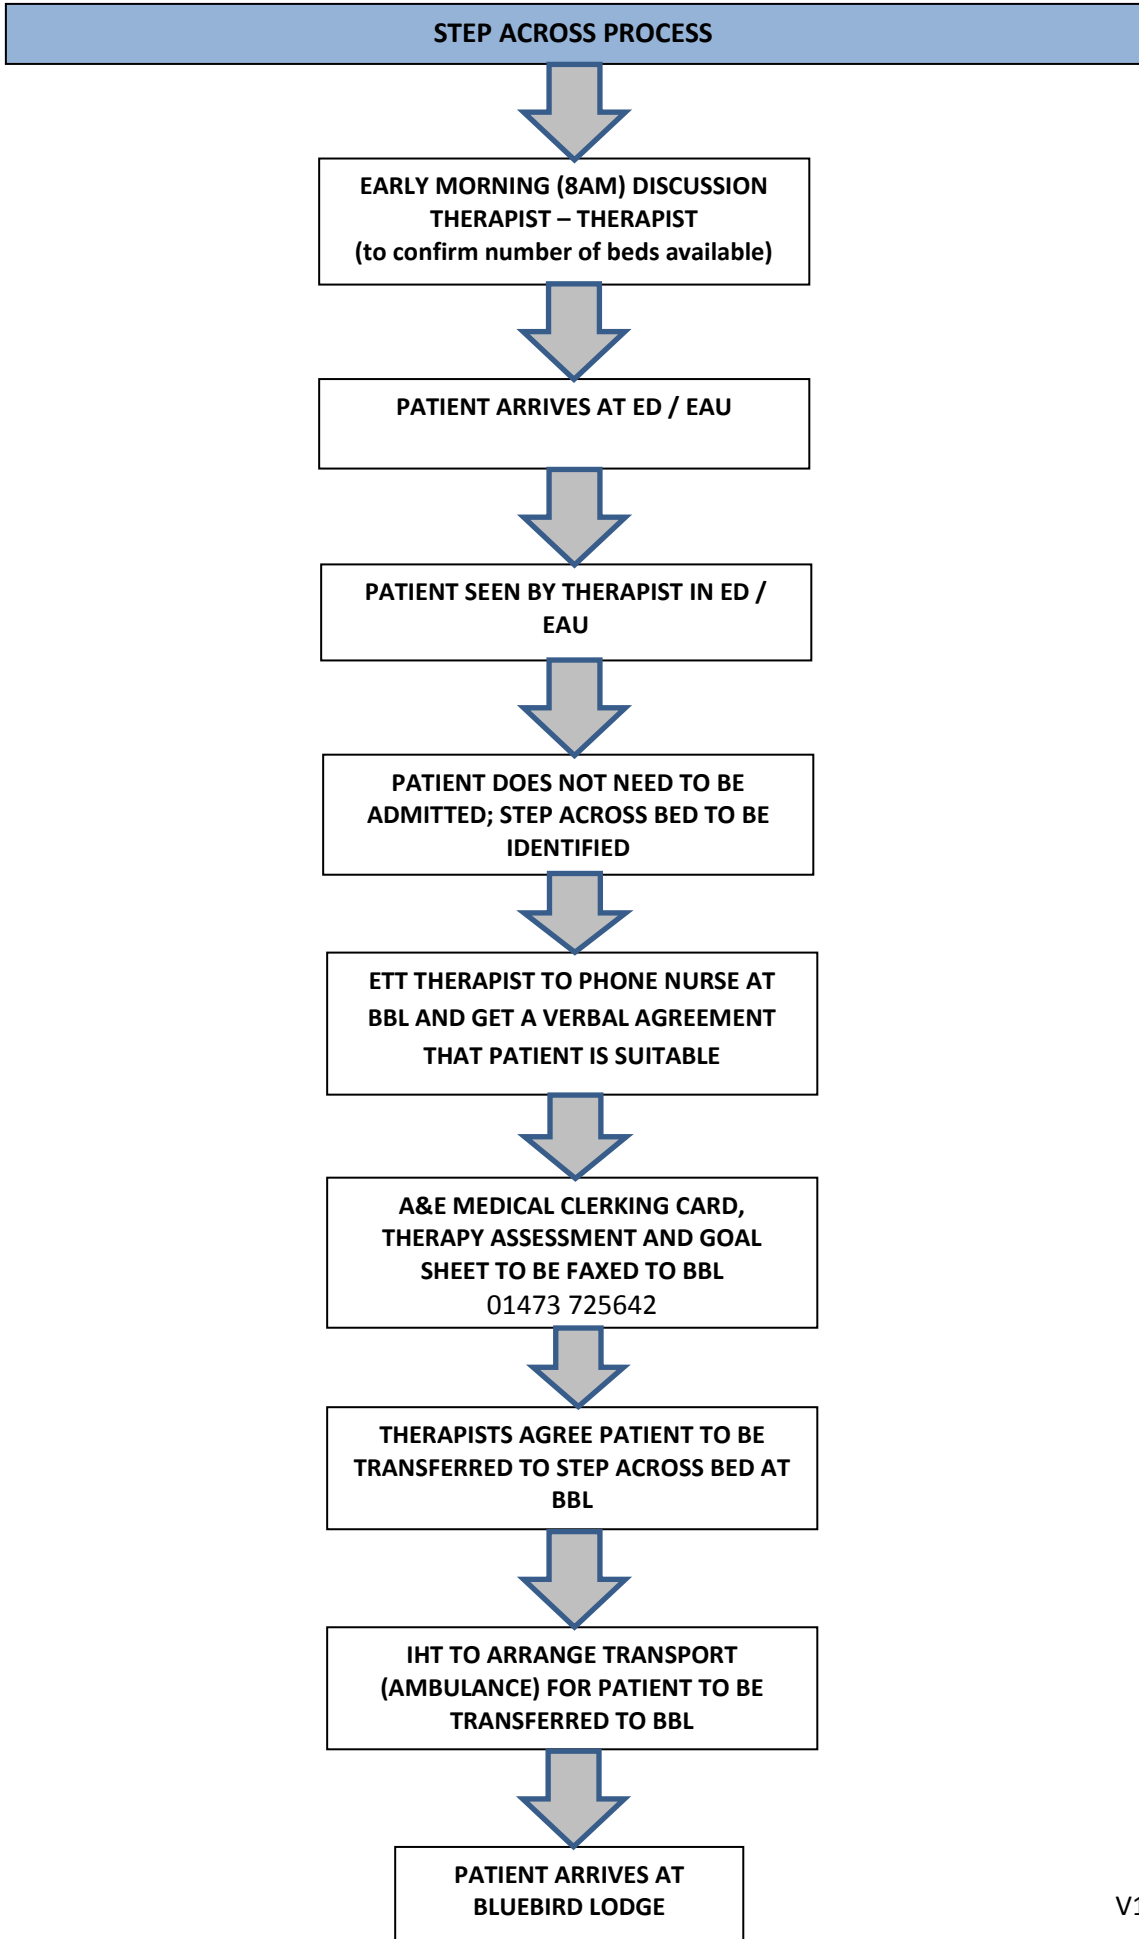 STEP ACROSS PROCESS
EARLY MORNING (8AM) DISCUSSION
THERAPIST – THERAPIST
(to confirm number of beds available)
PATIENT ARRIVES AT ED / EAU
PATIENT SEEN BY THERAPIST IN ED /
EAU
PATIENT DOES NOT NEED TO BE
ADMITTED; STEP ACROSS BED TO BE
IDENTIFIED
ETT THERAPIST TO PHONE NURSE AT
BBL AND GET A VERBAL AGREEMENT
THAT PATIENT IS SUITABLE
A&E MEDICAL CLERKING CARD,
THERAPY ASSESSMENT AND GOAL
SHEET TO BE FAXED TO BBL
01473 725642
THERAPISTS AGREE PATIENT TO BE
TRANSFERRED TO STEP ACROSS BED AT
BBL
IHT TO ARRANGE TRANSPORT
(AMBULANCE) FOR PATIENT TO BE
TRANSFERRED TO BBL
PATIENT ARRIVES AT
BLUEBIRD LODGE
V1